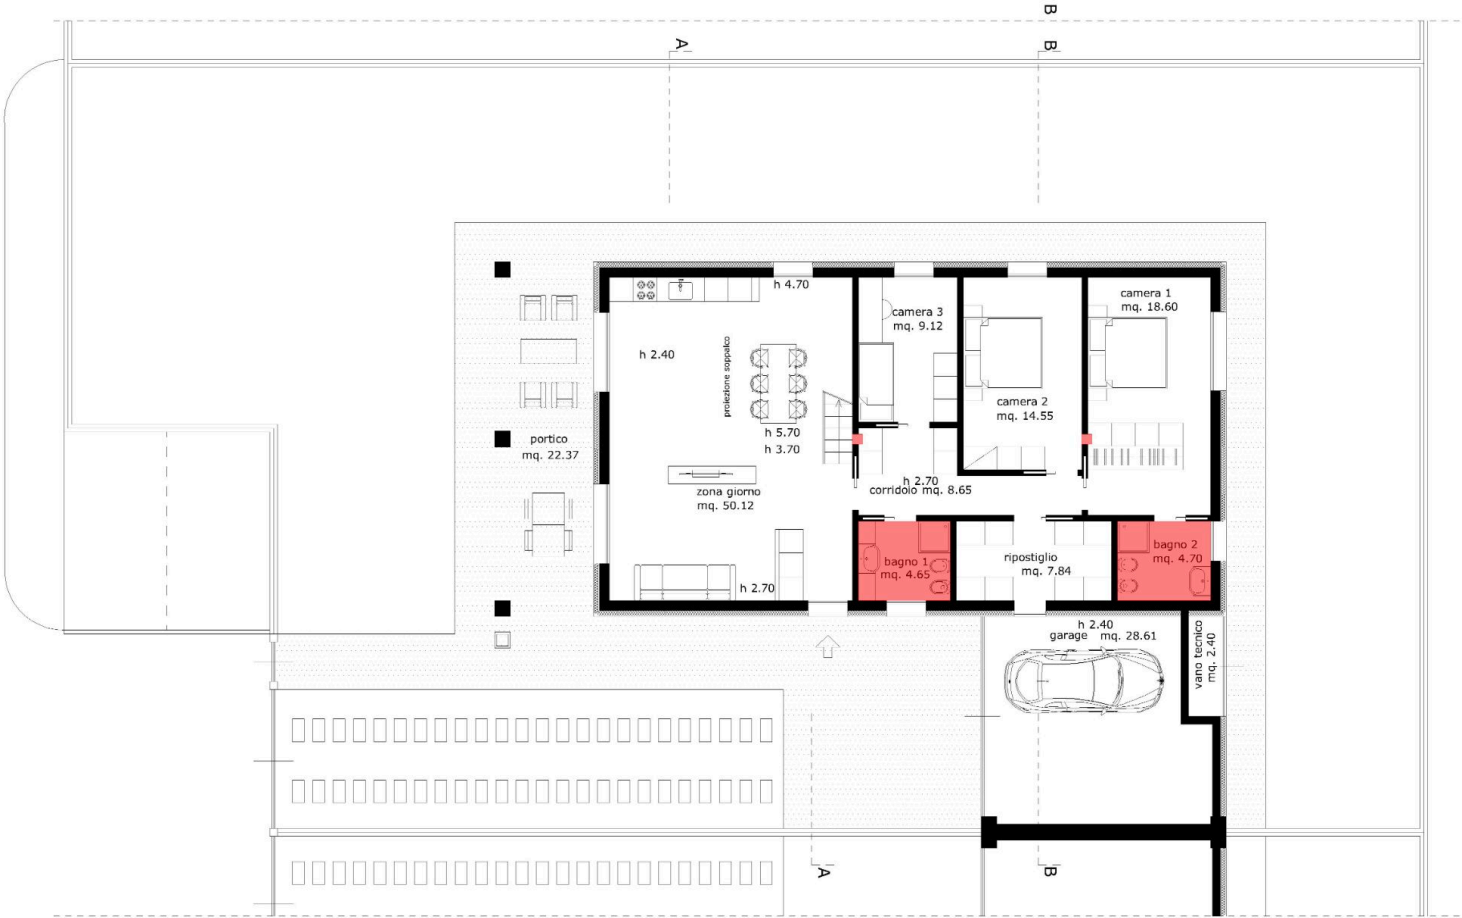 B
A
B
h 4.70
camera 3
mq. 9.12
camera 1
mq. 18.60
h 2.40
proiezione soppalco
camera 2
mq. 14.55
h 5.70
h 3.70
portico
mq. 22.37
zona giorno
mq. 50.12
h 2.70
corridoio mq. 8.65
bagno 1
mq. 4.65
ripostiglio
mq. 7.84
bagno 2
mq. 4.70
h 2.70
h 2.40
garage mq. 28.61
vano tecnico
mq. 2.40
A
B